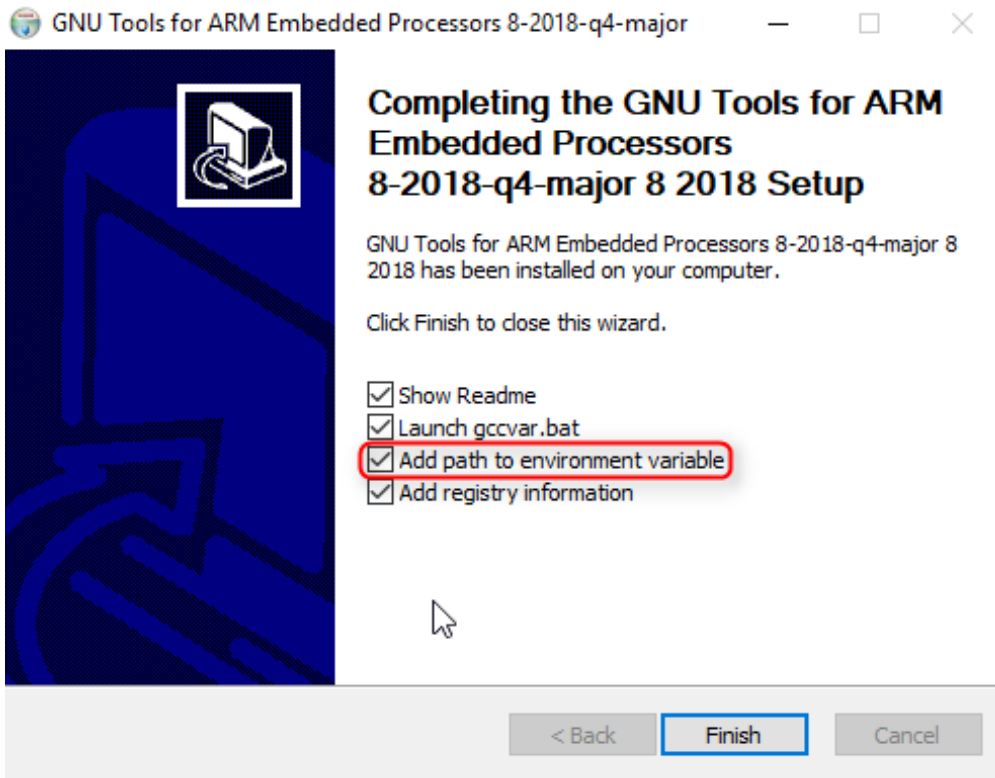 GNU Tools for ARM Embedded Processors 8-2018-q4-major
Completing the GNU Tools for ARM
Embedded Processors
8-2018-q4-major 8 2018 Setup
GNU Tools for ARM Embedded Processors 8-2018-q4-major 8
2018 has been installed on your computer.
Click Finish to close this wizard.
Show Readme
Launch gccvar.bat
Add path to environment variable
Add registry information
< Back
Finish
Cancel